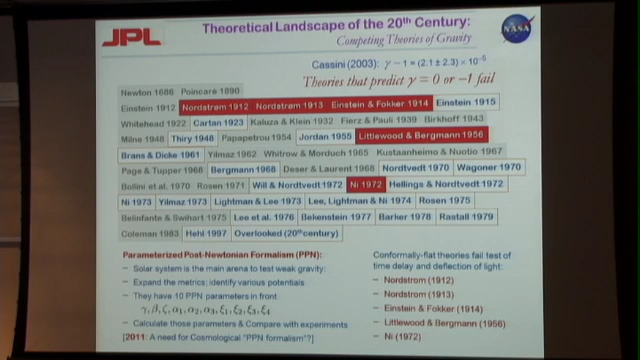 JPL
Theoretical Landscape of the 20th Century:
Competing Theories of Gravity
NASA
Cassini (2003): γ − 1 = (2.1 ± 2.3) × 10⁻⁵
Theories that predict γ = 0 or −1 fail
Newton 1686 Poincare 1890
Einstein 1912 Nordstrøm 1912 Nordstrøm 1913 Einstein & Fokker 1914 Einstein 1915
Whitehead 1922 Cartan 1923 Kaluza & Klein 1932 Fierz & Pauli 1939 Birkhoff 1943
Milne 1948 Thiry 1948 Papapetrou 1954 Jordan 1955 Littlewood & Bergmann 1956
Brans & Dicke 1961 Yilmaz 1962 Whitrow & Morduch 1965 Kustaanheimo & Nuotio 1967
Page & Tupper 1968 Bergmann 1968 Deser & Laurent 1968 Nordtvedt 1970 Wagoner 1970
Bollini et al. 1970 Rosen 1971 Will & Nordtvedt 1972 Ni 1972 Hellings & Nordtvedt 1972
Ni 1973 Yilmaz 1973 Lightman & Lee 1973 Lee, Lightman & Ni 1974 Rosen 1975
Belinfante & Swihart 1975 Lee et al. 1976 Bekenstein 1977 Barker 1978 Rastall 1979
Coleman 1983 Hehl 1997 Overlooked (20th century)
Parameterized Post-Newtonian Formalism (PPN):
– Solar system is the main arena to test weak gravity:
– Expand the metrics; identify various potentials
– They have 10 PPN parameters in front
γ, β, ζ, α₁, α₂, α₃, ξ₁, ξ₂, ξ₃, ξ₄
– Calculate those parameters & Compare with experiments
[2011: A need for Cosmological "PPN formalism"?]
Conformally-flat theories fail test of
time delay and deflection of light:
– Nordstrom (1912)
– Nordstrom (1913)
– Einstein & Fokker (1914)
– Littlewood & Bergmann (1956)
– Ni (1972)